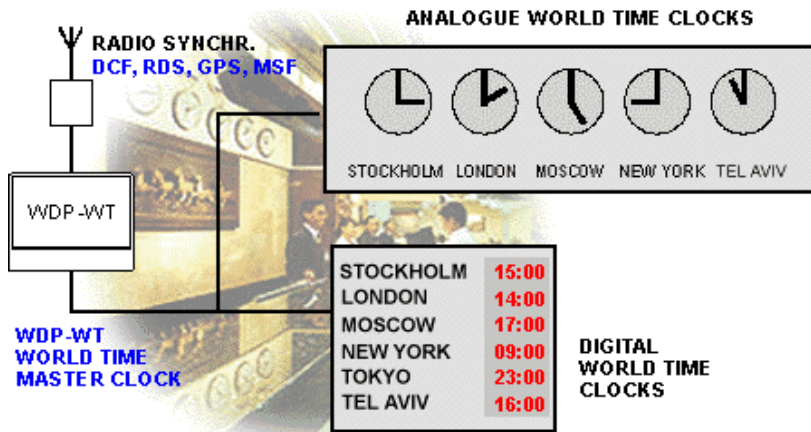 ANALOGUE WORLD TIME CLOCKS
RADIO SYNCHR.
DCF, RDS, GPS, MSF
STOCKHOLM LONDON MOSCOW NEW YORK TEL AVIV
WDP-WT
STOCKHOLM 15:00
LONDON 14:00
MOSCOW 17:00
NEW YORK 09:00
TOKYO 23:00
TEL AVIV 16:00
WDP-WT
WORLD TIME
MASTER CLOCK
DIGITAL
WORLD TIME
CLOCKS